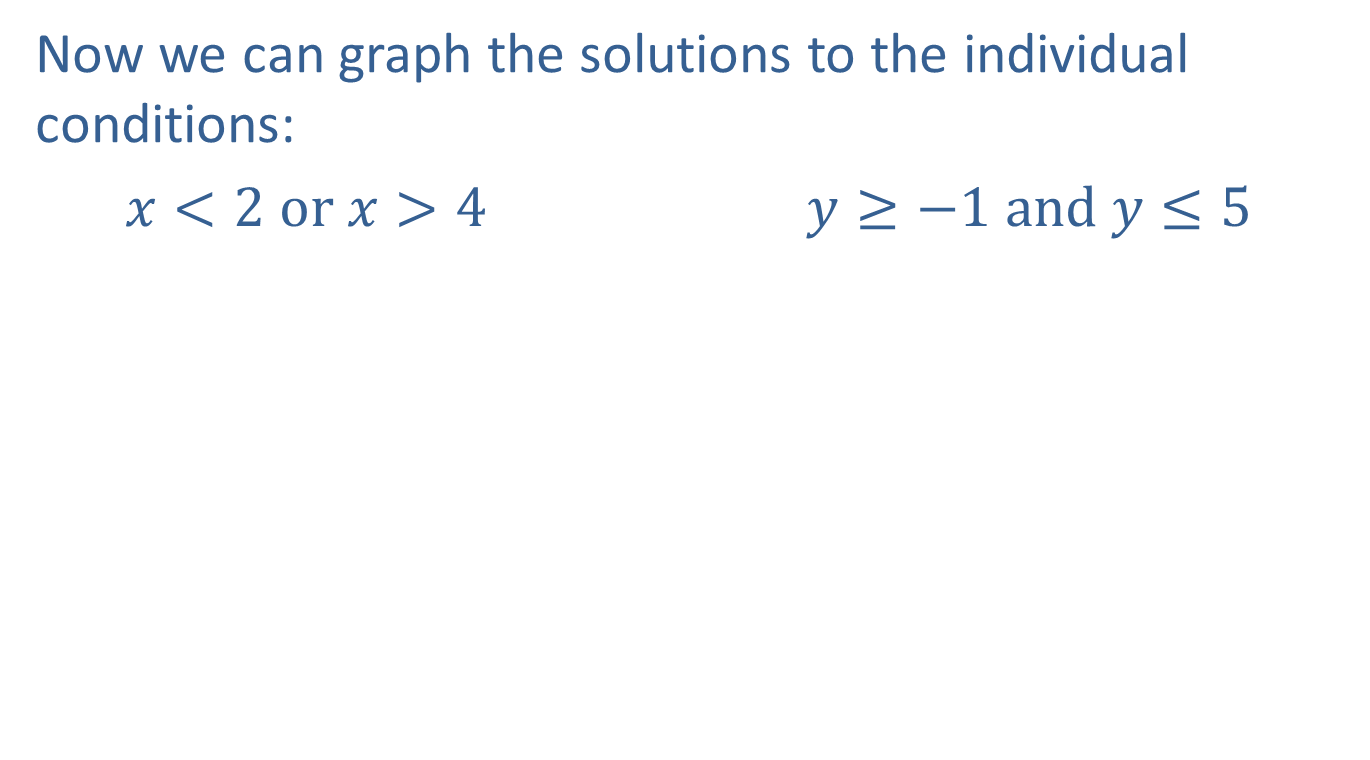 Now we can graph the solutions to the individual
conditions:
x < 2 or x > 4
y ≥ −1 and y ≤ 5